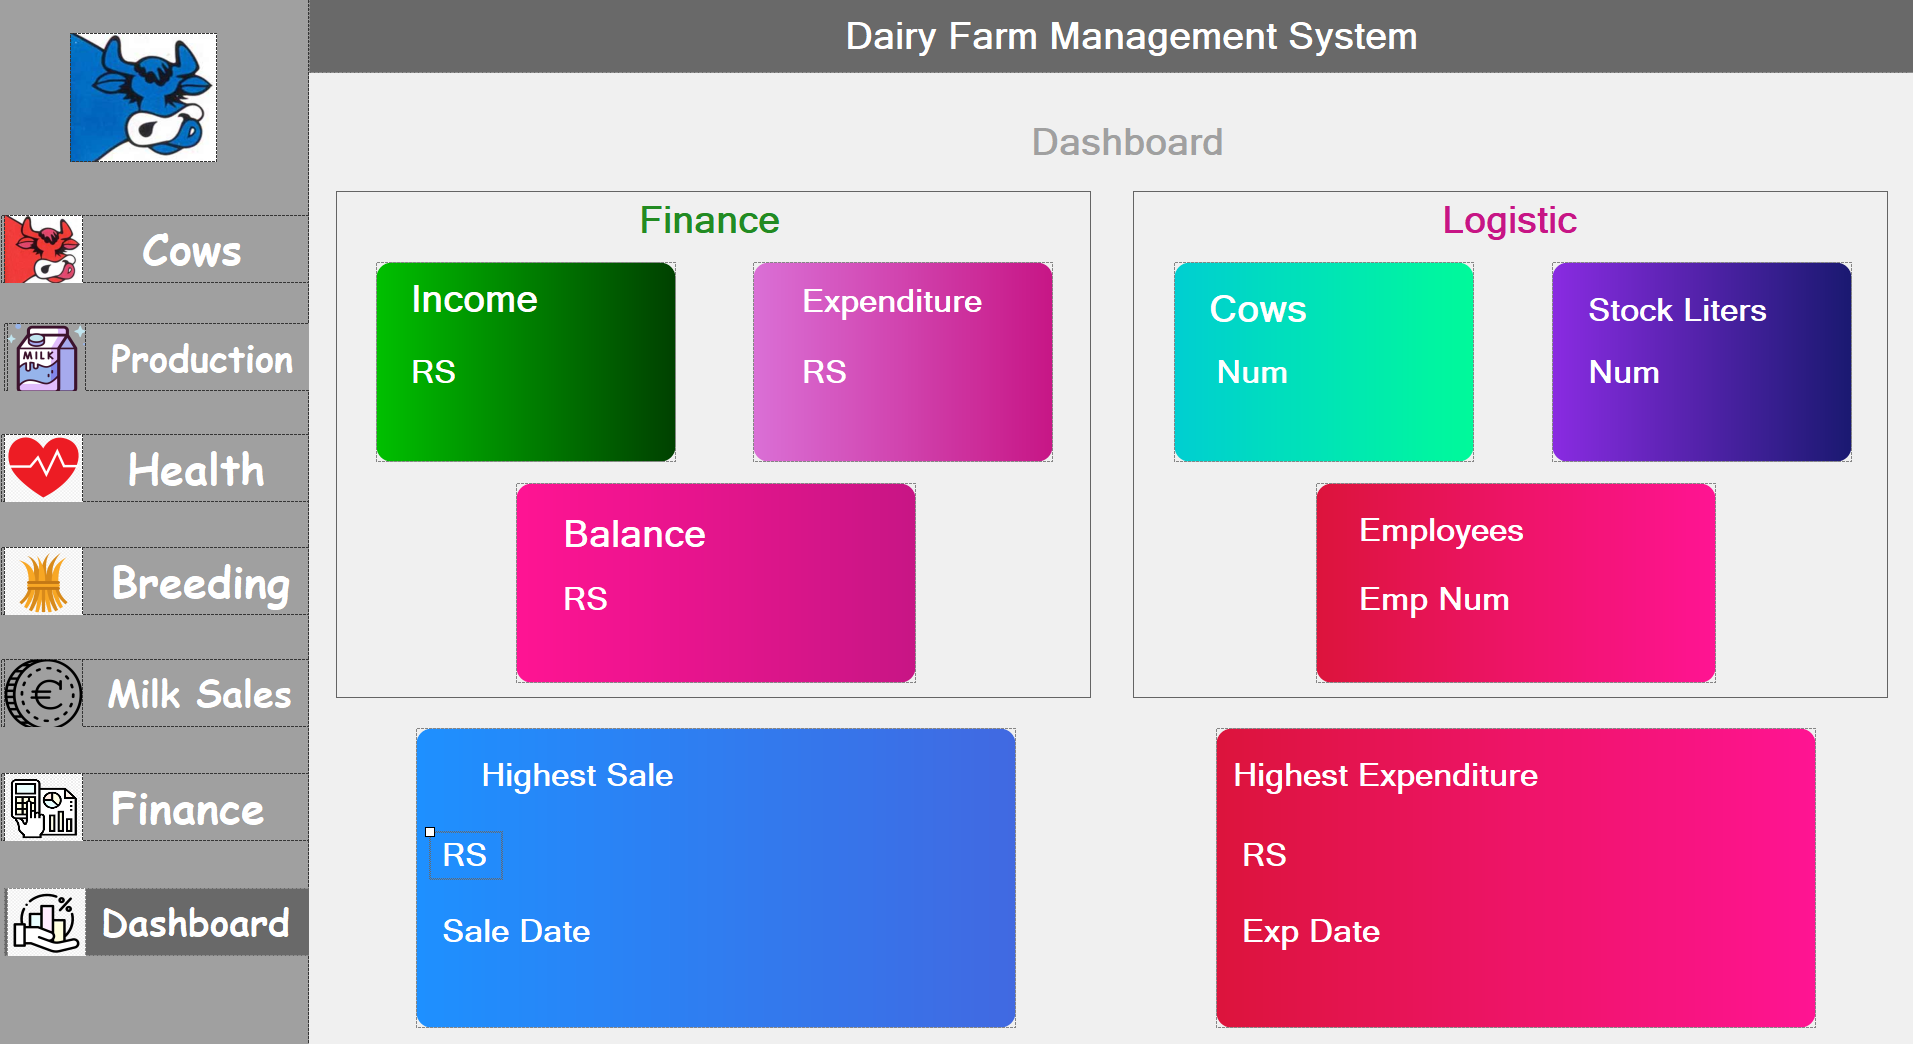 Dairy Farm Management System
Dashboard
Cows
MILK
Production
Health
Breeding
Milk Sales
Finance
Dashboard
Finance
Income
RS
Expenditure
RS
Balance
RS
Logistic
Cows
Num
Stock Liters
Num
Employees
Emp Num
Highest Sale
RS
Sale Date
Highest Expenditure
RS
Exp Date